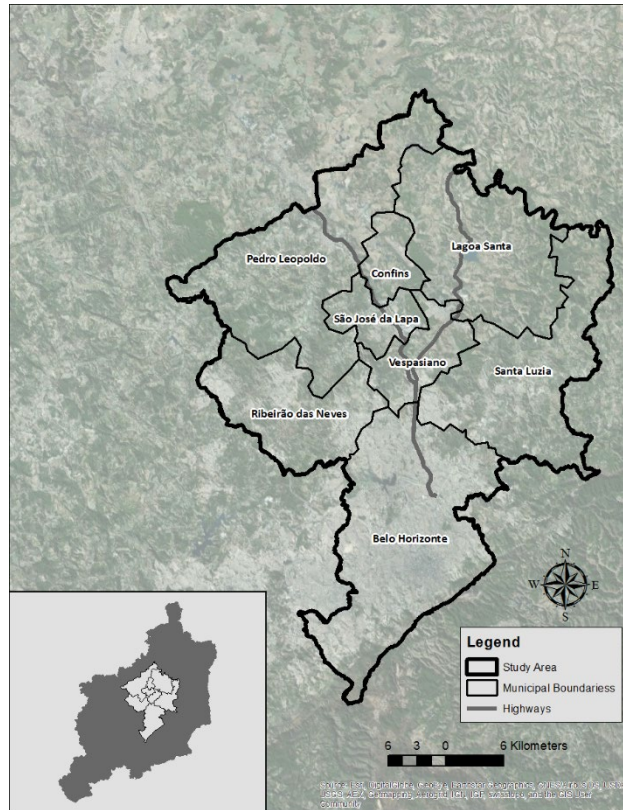 Lagoa Santa
Pedro Leopoldo
Confins
São José da Lapa
Vespasiano
Santa Luzia
Ribeirão das Neves
Belo Horizonte
N
W E
S
Legend
Study Area
Municipal Boundariess
Highways
6 3 0 6 Kilometers
Community